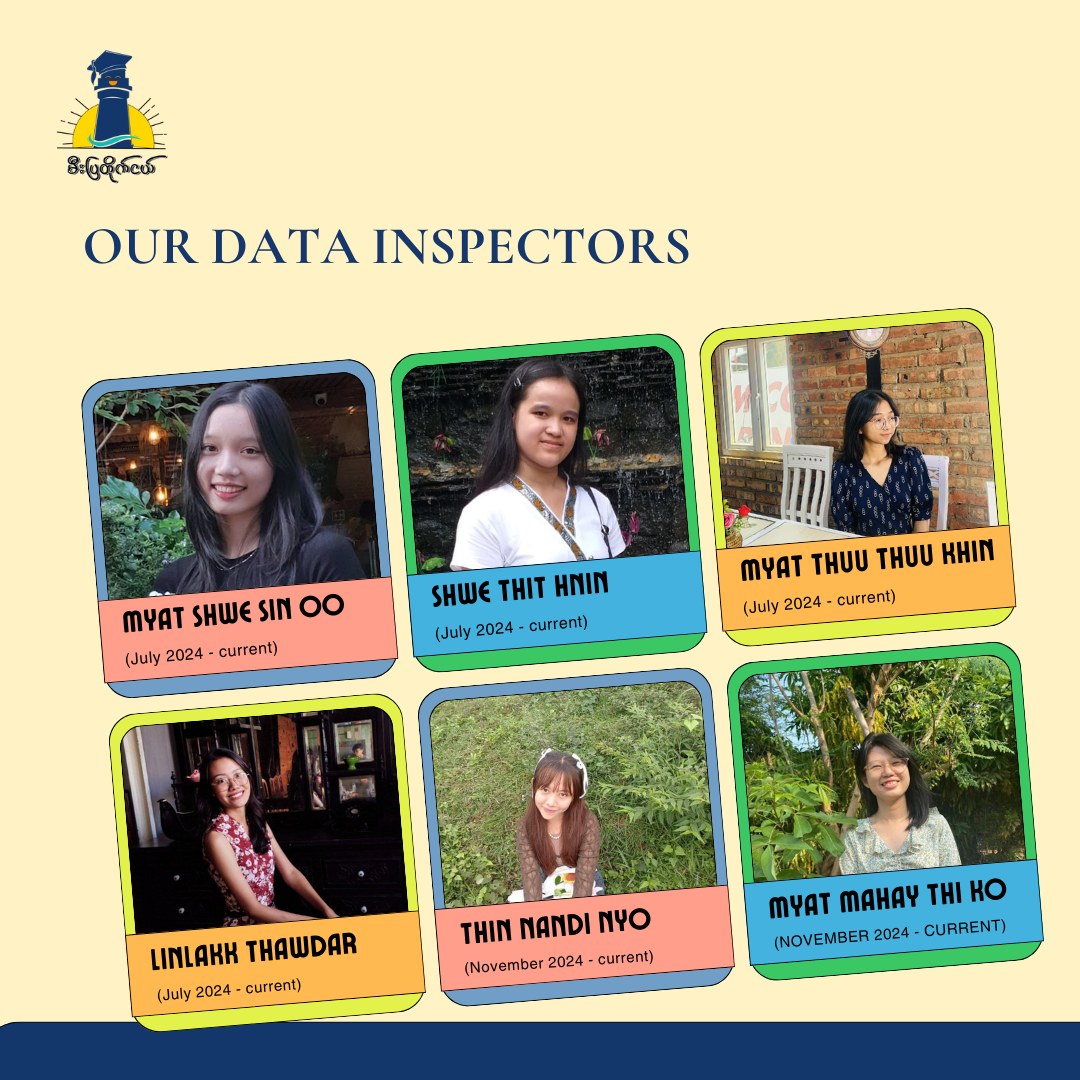 မီးပြတိုက်ငယ်
OUR DATA INSPECTORS
MYAT SHWE SIN OO
(July 2024 - current)
SHWE THIT HNIN
(July 2024 - current)
MYAT THUU THUU KHIN
(July 2024 - current)
LINLAKK THAWDAR
(July 2024 - current)
THIN NANDI NYO
(November 2024 - current)
MYAT MAHAY THI KO
(NOVEMBER 2024 - CURRENT)